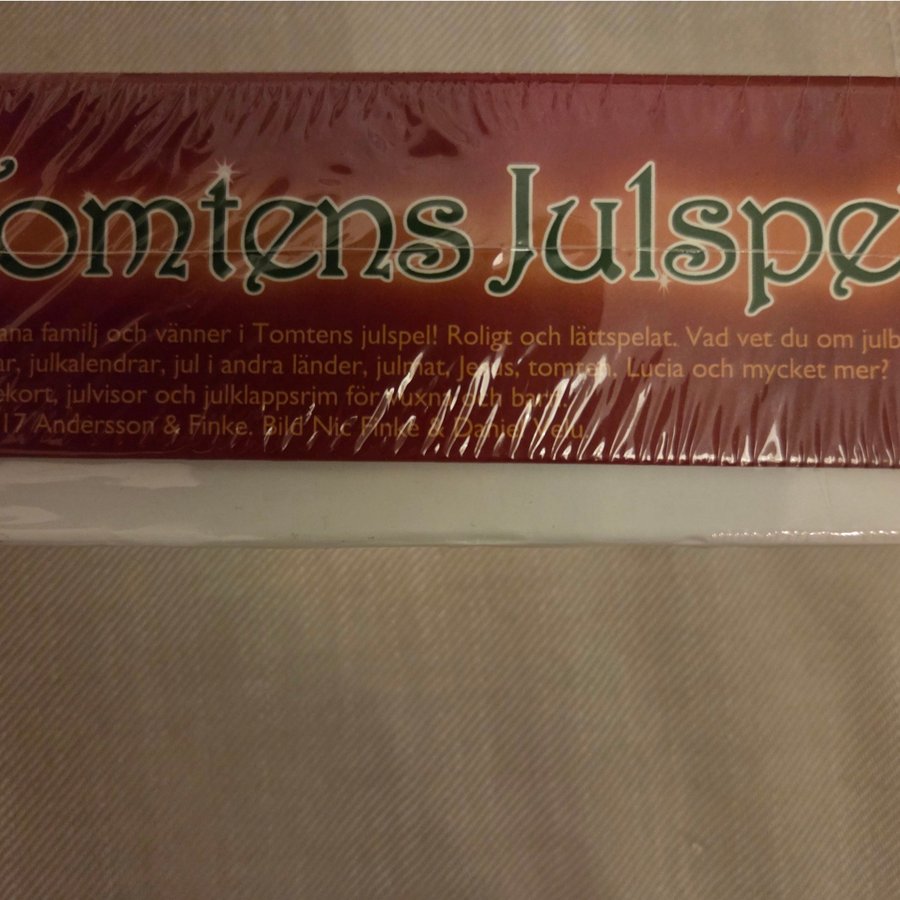 Tomtens Julspel
ana familj och vänner i Tomtens julspel! Roligt och lättspelat. Vad vet du om julb
ar, julkalendrar, jul i andra länder, julmat, Jesus, tomten, Lucia och mycket mer?
ekort, julvisor och julklappsrim för vuxna och barn.
17 Andersson & Finke. Bild Nic Finke & Daniel Velu.